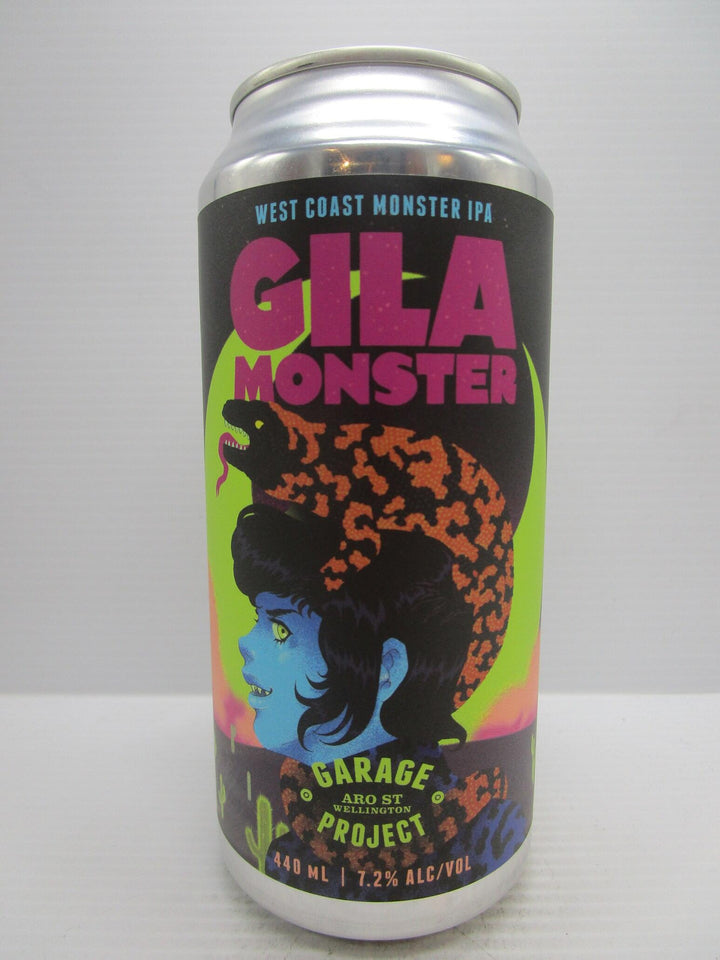 WEST COAST MONSTER IPA
GILA
MONSTER
GARAGE
ARO ST
WELLINGTON
PROJECT
440 ML | 7.2% ALC/VOL